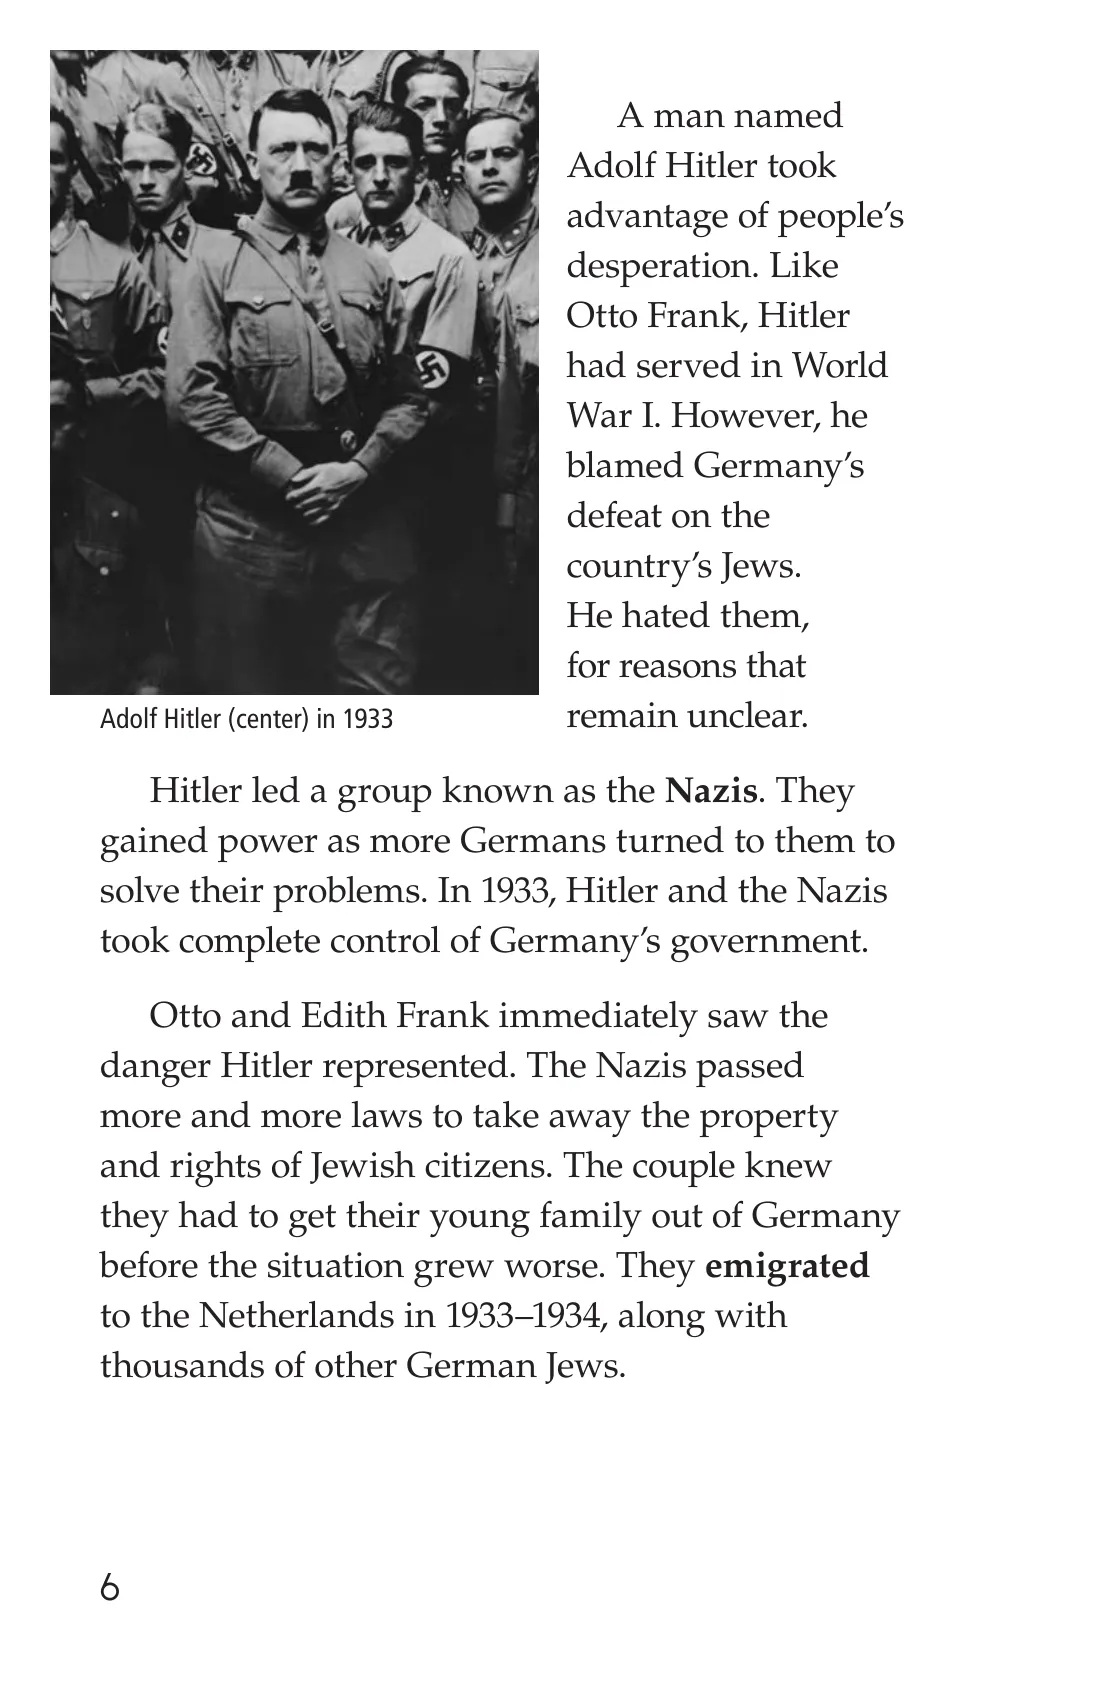 A man named
Adolf Hitler took
advantage of people’s
desperation. Like
Otto Frank, Hitler
had served in World
War I. However, he
blamed Germany’s
defeat on the
country’s Jews.
He hated them,
for reasons that
remain unclear.
Adolf Hitler (center) in 1933
Hitler led a group known as the Nazis. They
gained power as more Germans turned to them to
solve their problems. In 1933, Hitler and the Nazis
took complete control of Germany’s government.
Otto and Edith Frank immediately saw the
danger Hitler represented. The Nazis passed
more and more laws to take away the property
and rights of Jewish citizens. The couple knew
they had to get their young family out of Germany
before the situation grew worse. They emigrated
to the Netherlands in 1933–1934, along with
thousands of other German Jews.
6